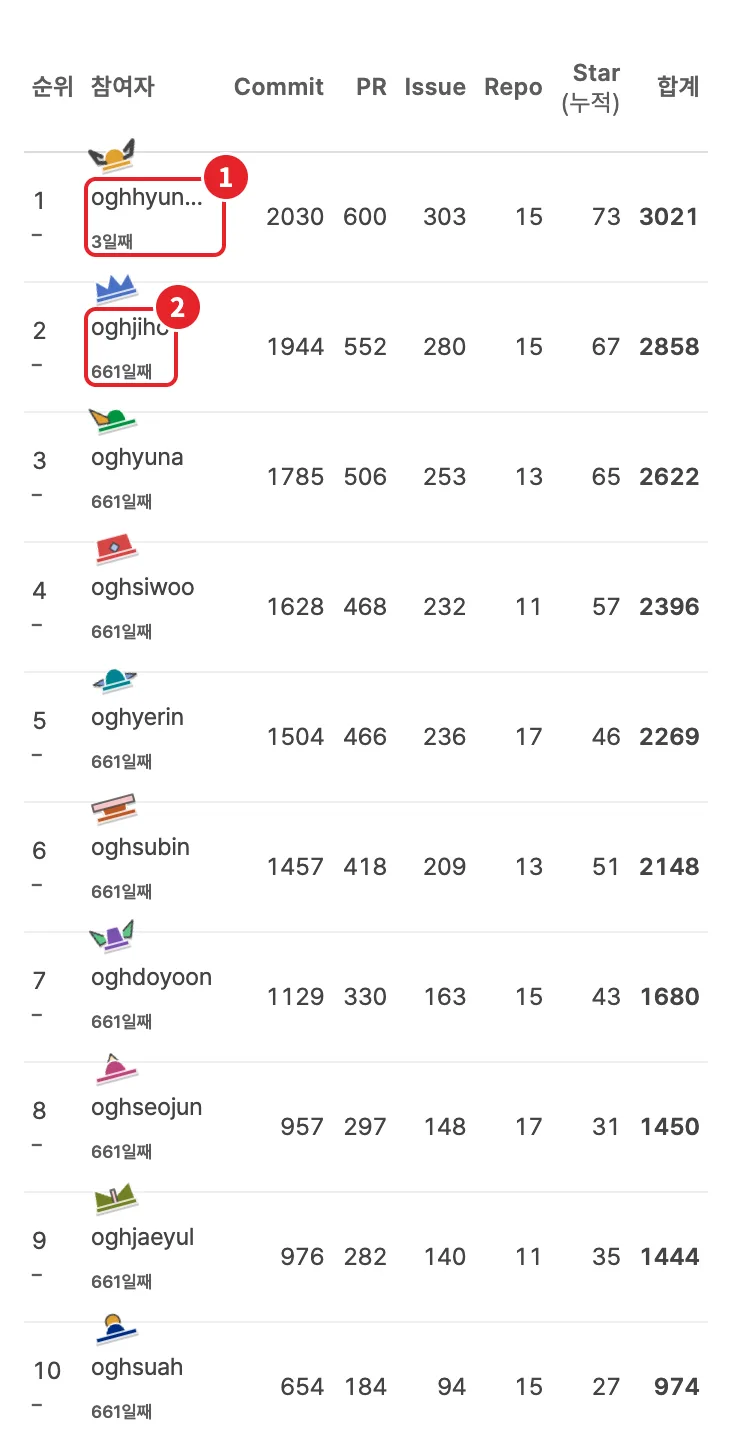 순위 참여자 Commit PR Issue Repo Star (누적) 합계
1
1 oghhyun... 2030 600 303 15 73 3021
– 3일째
2
2 oghjiho 1944 552 280 15 67 2858
– 661일째
3 oghyuna 1785 506 253 13 65 2622
– 661일째
4 oghsiwoo 1628 468 232 11 57 2396
– 661일째
5 oghyerin 1504 466 236 17 46 2269
– 661일째
6 oghsubin 1457 418 209 13 51 2148
– 661일째
7 oghdoyoon 1129 330 163 15 43 1680
– 661일째
8 oghseojun 957 297 148 17 31 1450
– 661일째
9 oghjaeyul 976 282 140 11 35 1444
– 661일째
10 oghsuah 654 184 94 15 27 974
– 661일째